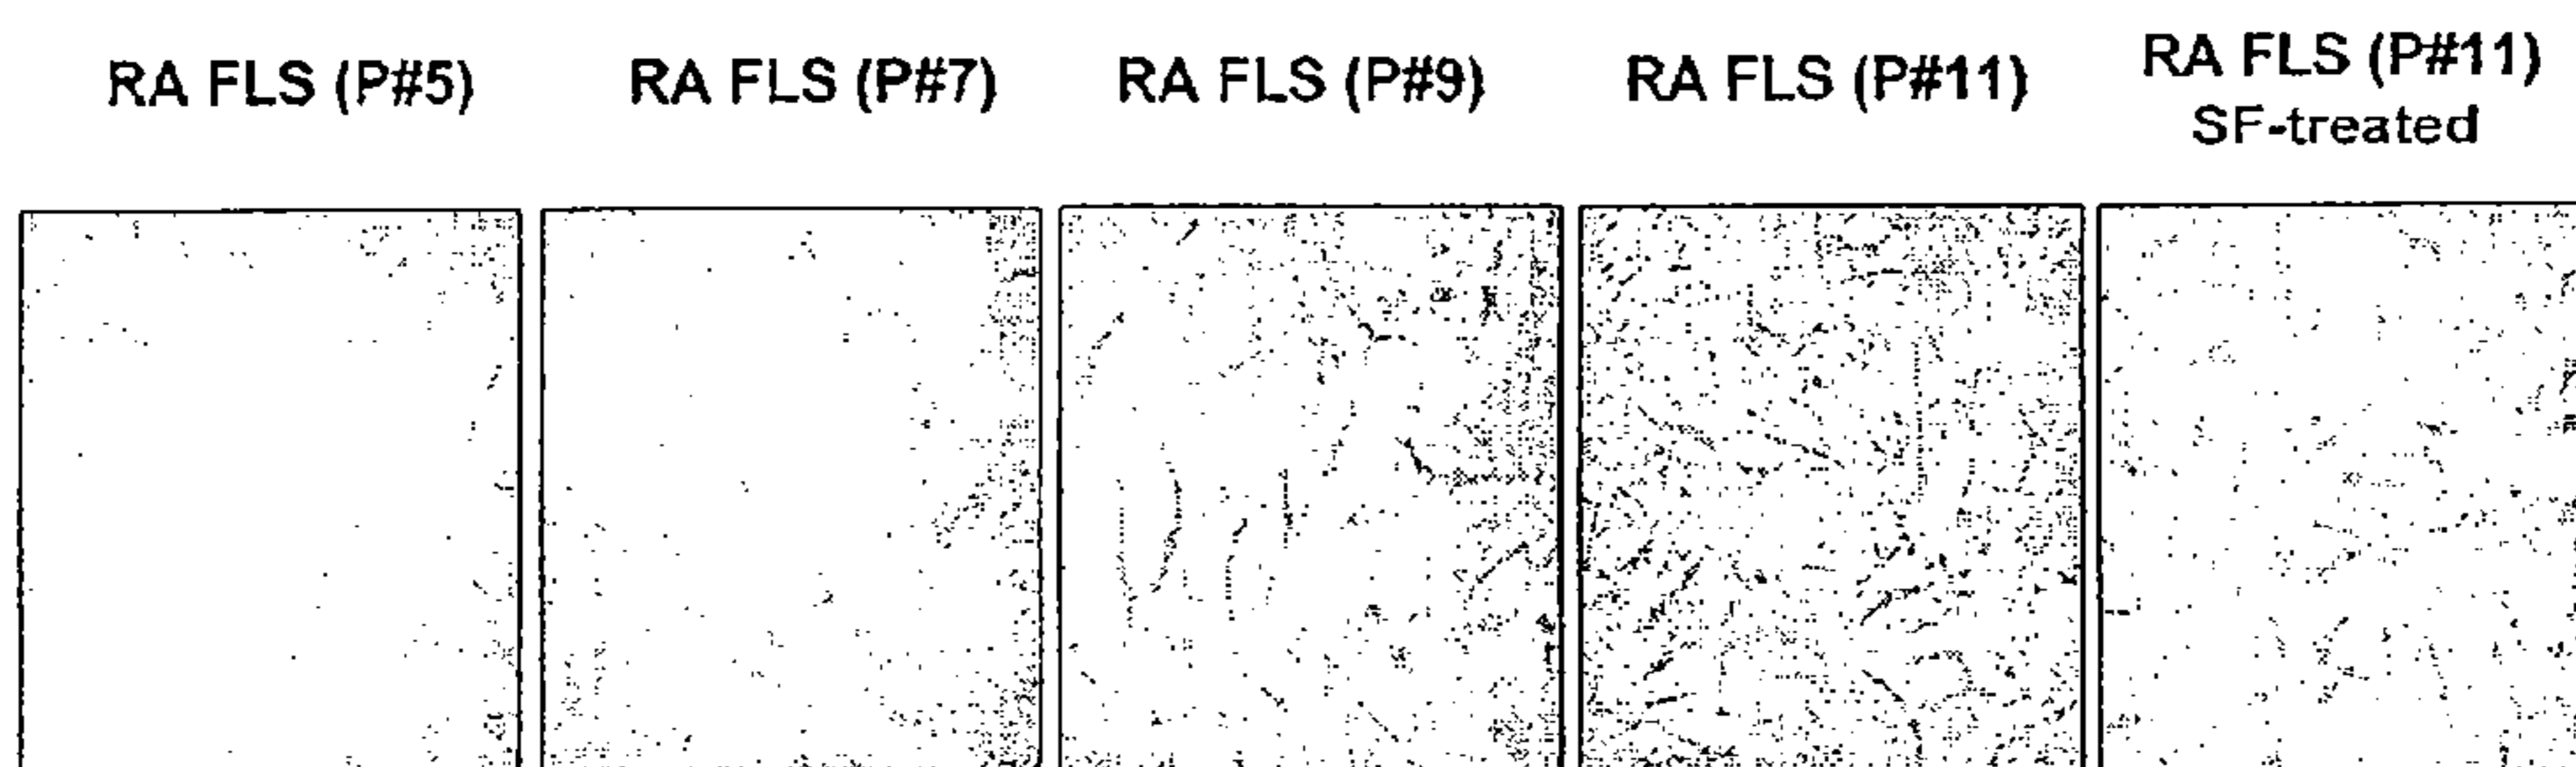 RA FLS (P#5)
RA FLS (P#7)
RA FLS (P#9)
RA FLS (P#11)
RA FLS (P#11)
SF-treated